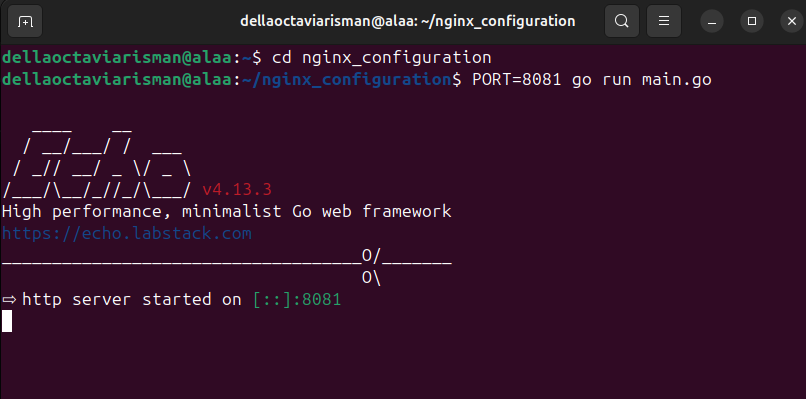 dellaoctaviarisman@alaa: ~/nginx_configuration
dellaoctaviarisman@alaa:~$ cd nginx_configuration
dellaoctaviarisman@alaa:~/nginx_configuration$ PORT=8081 go run main.go
   ____    __
  / __/___/ /  ___
 / _// __/ _ \/ _ \
/___/\__/_//_/\___/ v4.13.3
High performance, minimalist Go web framework
https://echo.labstack.com
____________________________________O/_______
                                    O\
⇨ http server started on [::]:8081